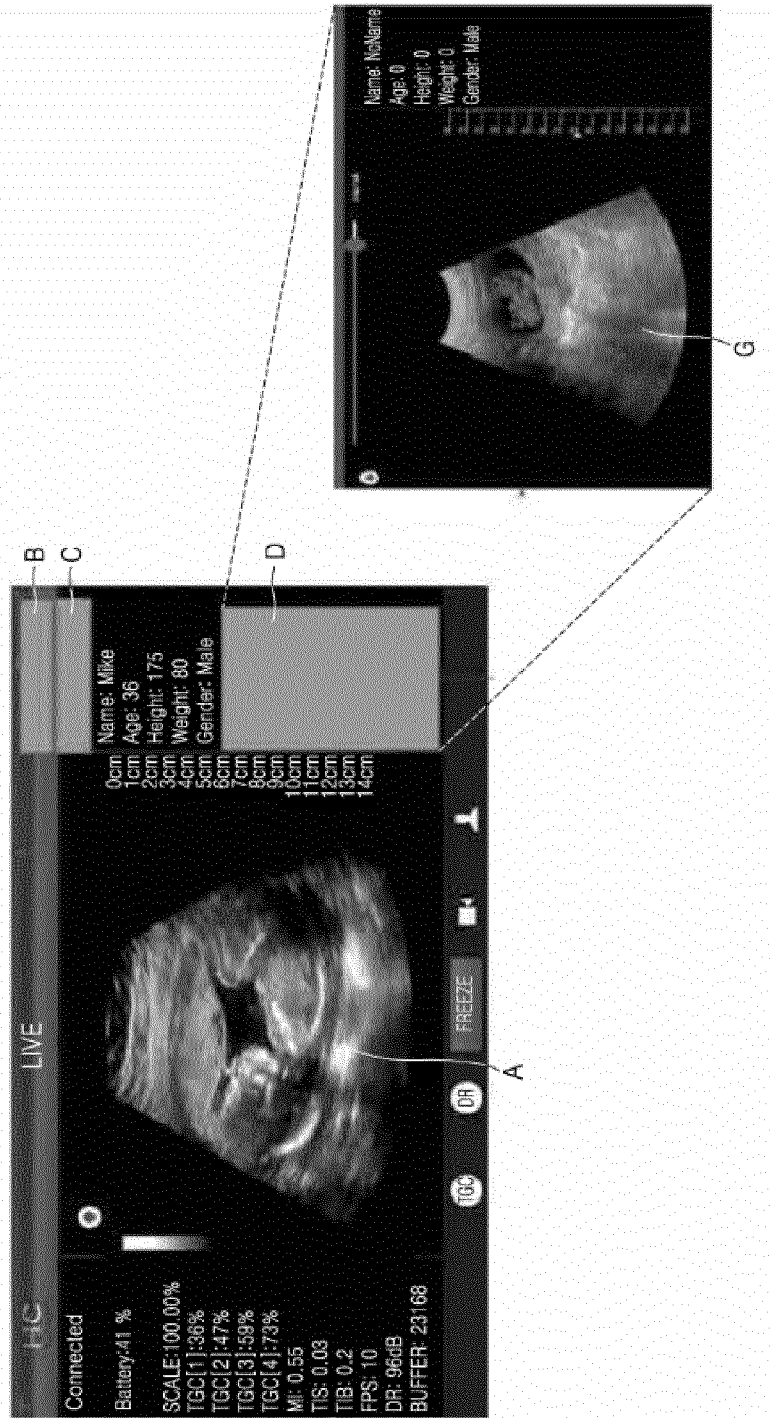 LIVE
Connected
Battery:41 %
SCALE:100.00%
TGC[1]:36%
TGC[2]:47%
TGC[3]:59%
TGC[4]:73%
MI: 0.55
TIS: 0.03
TIB: 0.2
FPS: 10
DR: 96dB
BUFFER: 23168
0cm
1cm
2cm
3cm
4cm
5cm
6cm
7cm
8cm
9cm
10cm
11cm
12cm
13cm
14cm
Name: Mike
Age: 36
Height: 175
Weight: 80
Gender: Male
TGC
DR
FREEZE
A
B
C
D
Name: NoName
Age: 0
Height: 0
Weight: 0
Gender: Male
G